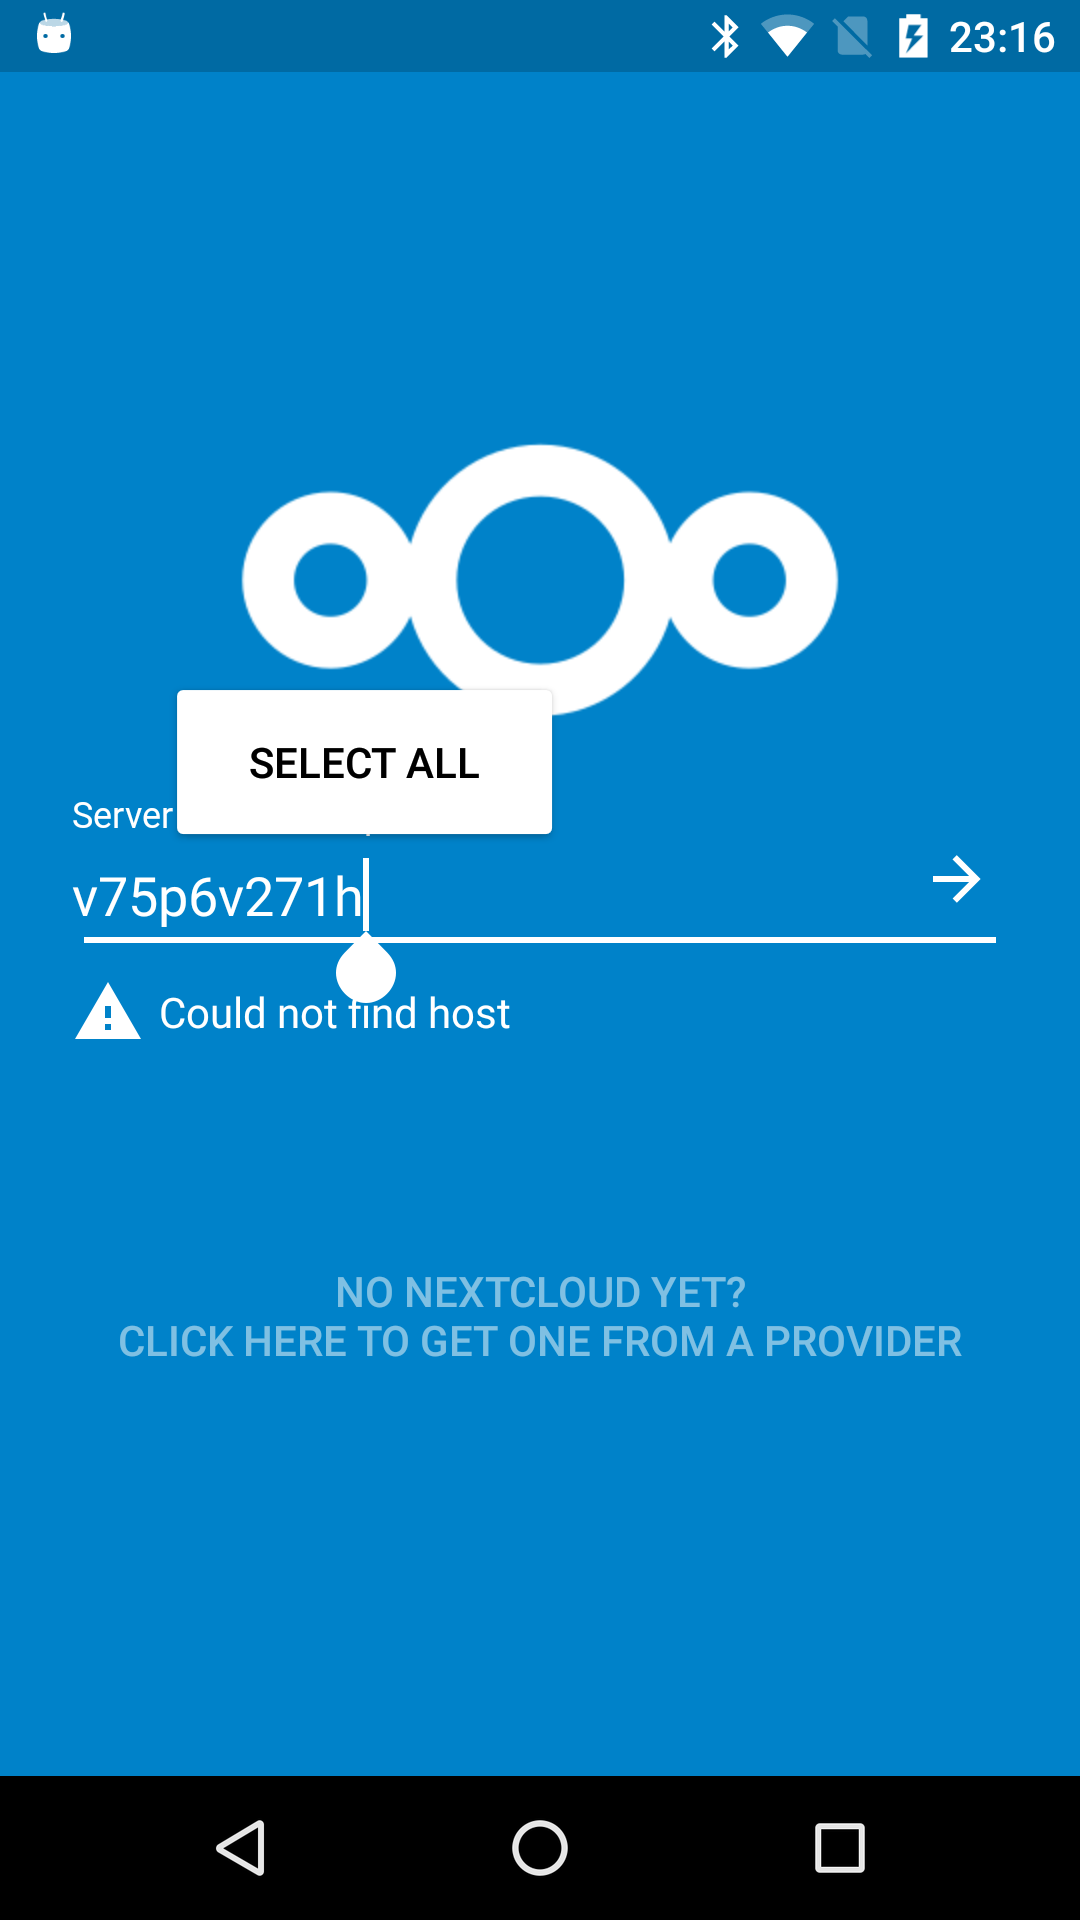 23:16
SELECT ALL
Server
v75p6v271h
Could not find host
NO NEXTCLOUD YET?
CLICK HERE TO GET ONE FROM A PROVIDER